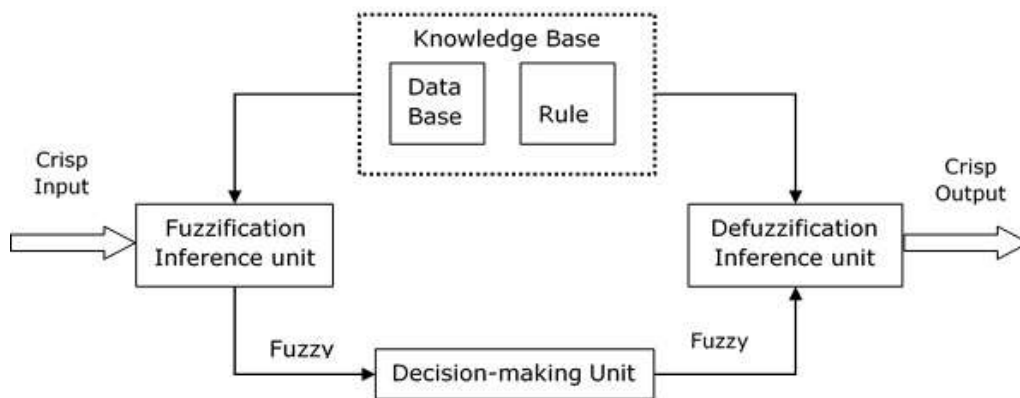 Knowledge Base
Data
Base
Rule
Crisp
Input
Crisp
Output
Fuzzification
Inference unit
Defuzzification
Inference unit
Fuzzy
Fuzzy
Decision-making Unit